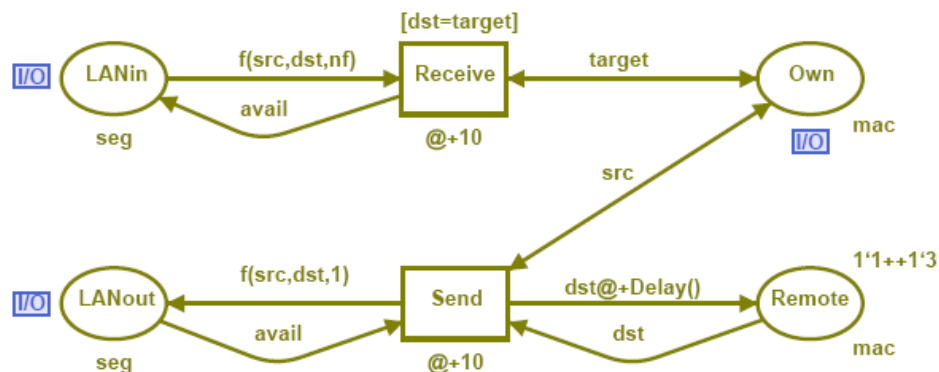 [dst=target]
I/O
LANin
f(src,dst,nf)
Receive
target
Own
avail
seg
@+10
mac
I/O
src
1‘1++1‘3
I/O
LANout
f(src,dst,1)
Send
dst@+Delay()
Remote
avail
dst
seg
@+10
mac